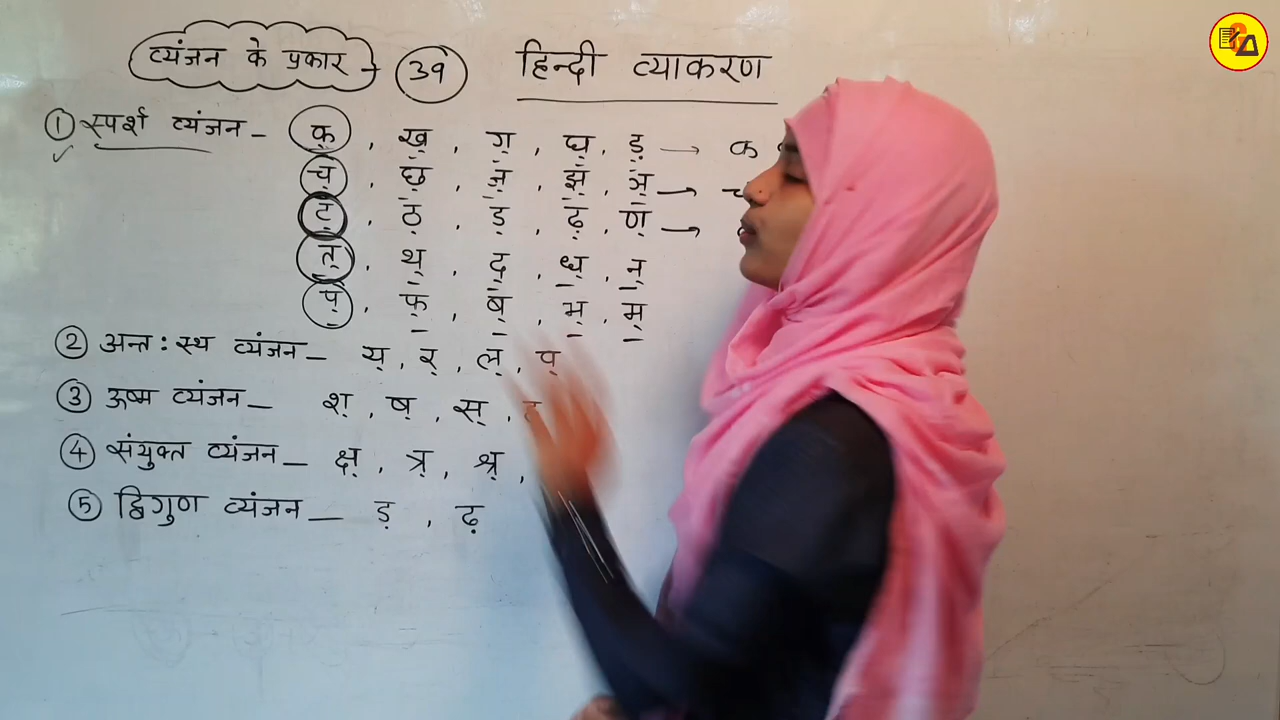 व्यंजन के प्रकार - 39 हिन्दी व्याकरण
① स्पर्श व्यंजन - क्, ख्, ग्, घ्, ङ् → क
च्, छ्, ज्, झ्, ञ् →
ट्, ठ्, ड्, ढ्, ण् →
त्, थ्, द्, ध्, न्
प्, फ्, ब्, भ्, म्
② अन्तः स्थ व्यंजन - य्, र्, ल्, व्
③ ऊष्म व्यंजन - श्, ष्, स्,
④ संयुक्त व्यंजन - क्ष्, त्र्, श्र्,
⑤ द्विगुण व्यंजन - ड़, ढ़